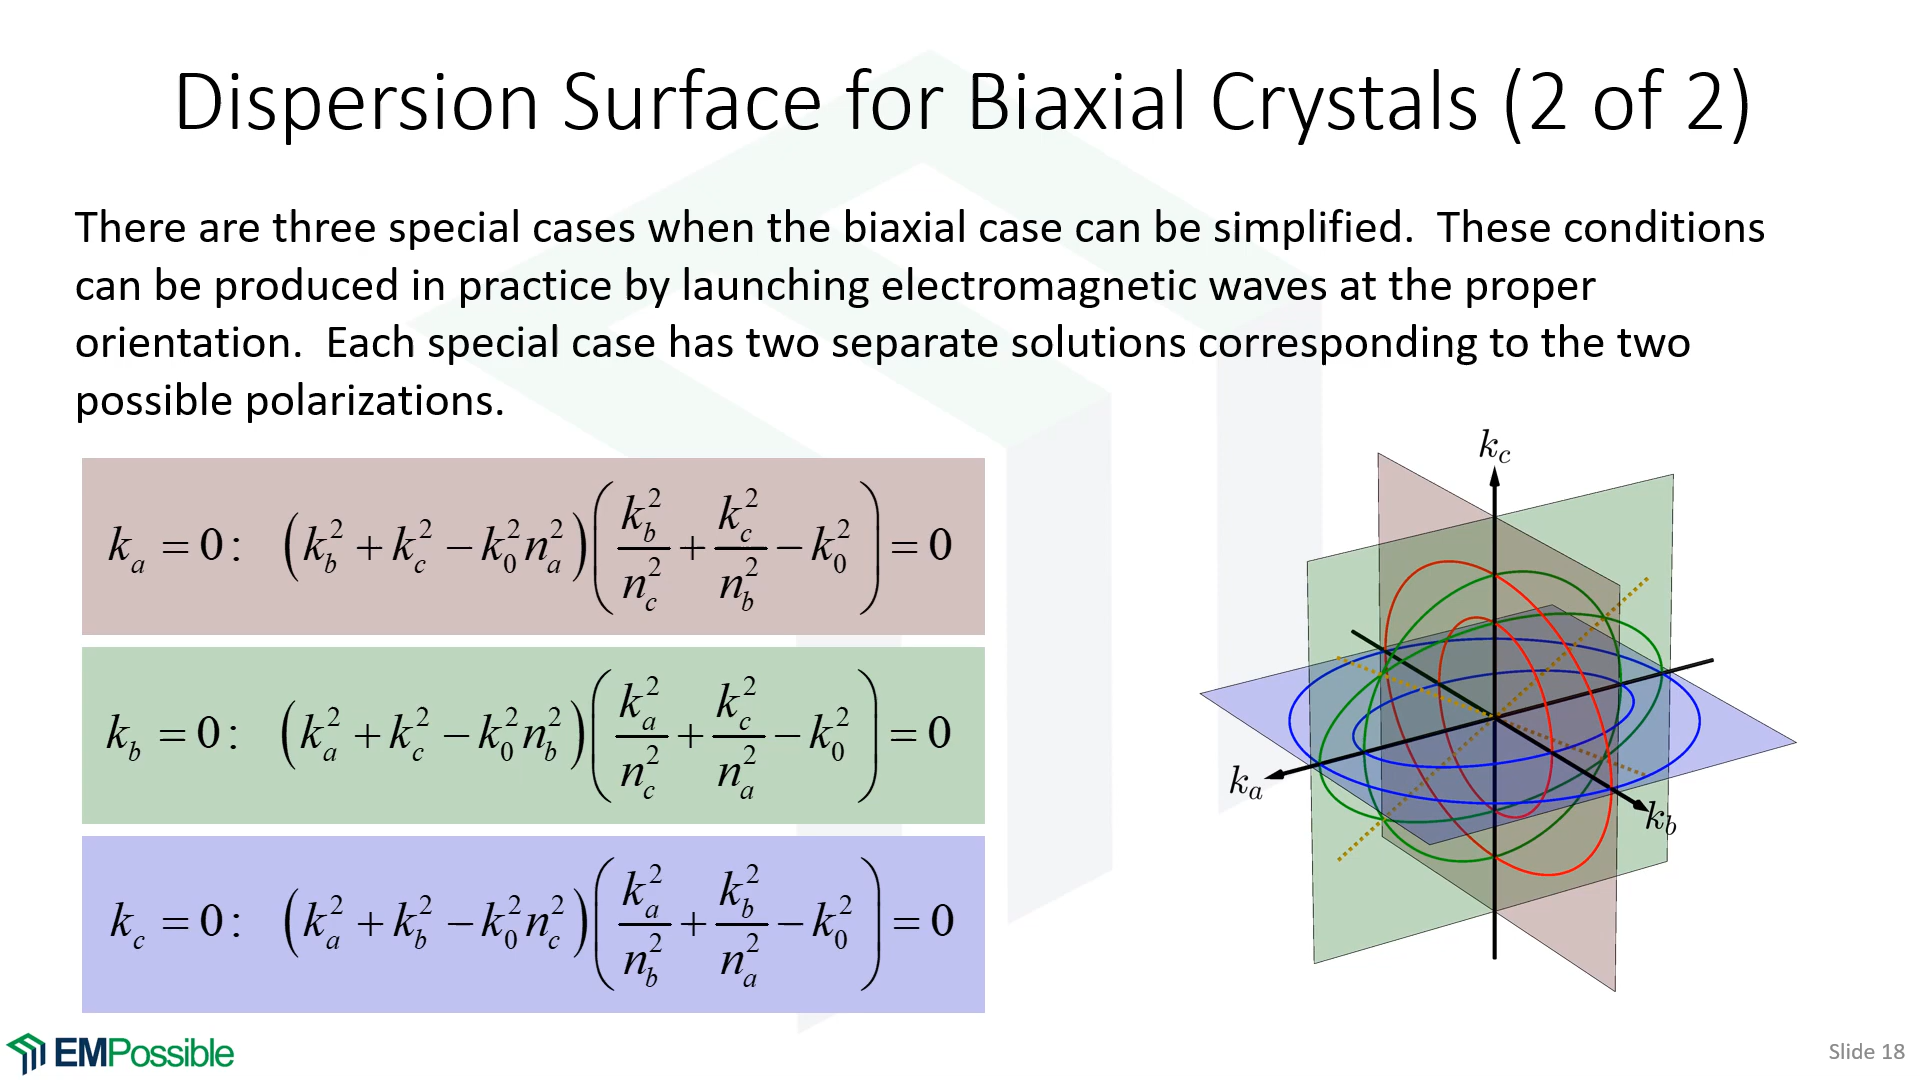 Dispersion Surface for Biaxial Crystals (2 of 2)
There are three special cases when the biaxial case can be simplified.  These conditions
can be produced in practice by launching electromagnetic waves at the proper
orientation.  Each special case has two separate solutions corresponding to the two
possible polarizations.
k_a = 0:  (k_b^2 + k_c^2 − k_0^2 n_a^2)(k_b^2/n_c^2 + k_c^2/n_b^2 − k_0^2) = 0
k_b = 0:  (k_a^2 + k_c^2 − k_0^2 n_b^2)(k_a^2/n_c^2 + k_c^2/n_a^2 − k_0^2) = 0
k_c = 0:  (k_a^2 + k_b^2 − k_0^2 n_c^2)(k_a^2/n_b^2 + k_b^2/n_a^2 − k_0^2) = 0
k_c
k_a
k_b
EMPossible
Slide 18